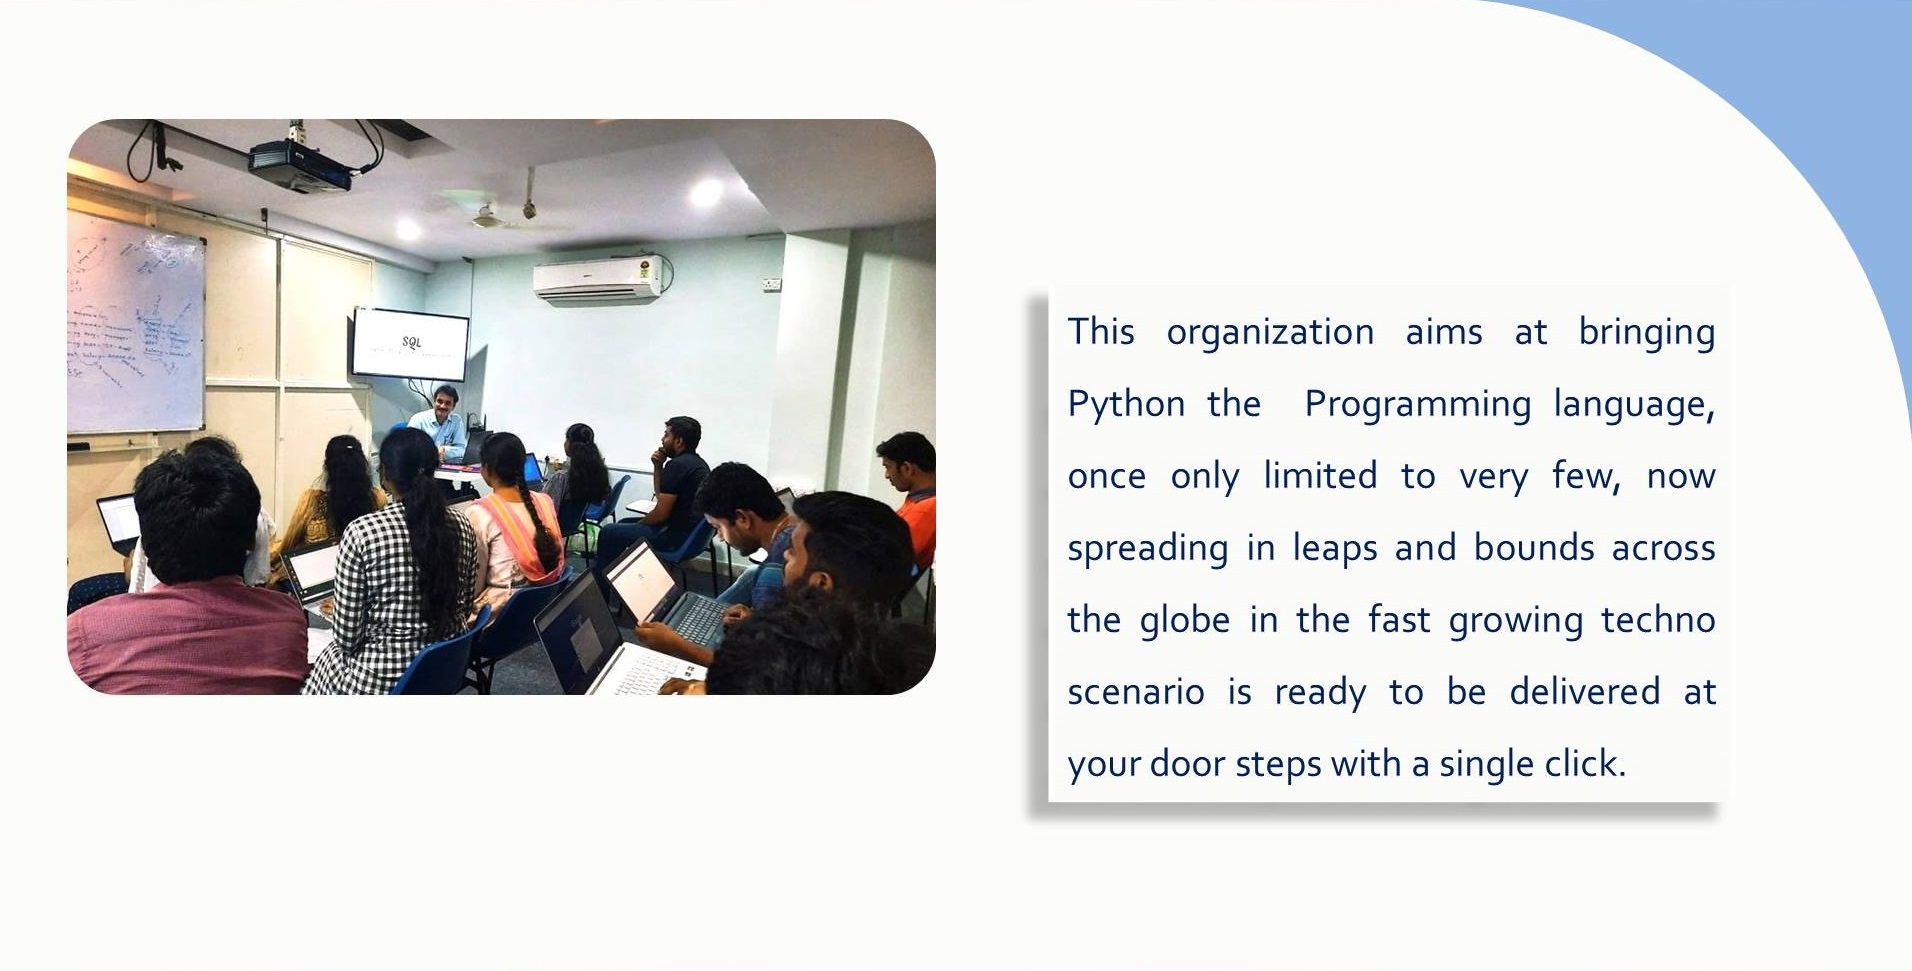 SQL
This organization aims at bringing
Python the Programming language,
once only limited to very few, now
spreading in leaps and bounds across
the globe in the fast growing techno
scenario is ready to be delivered at
your door steps with a single click.